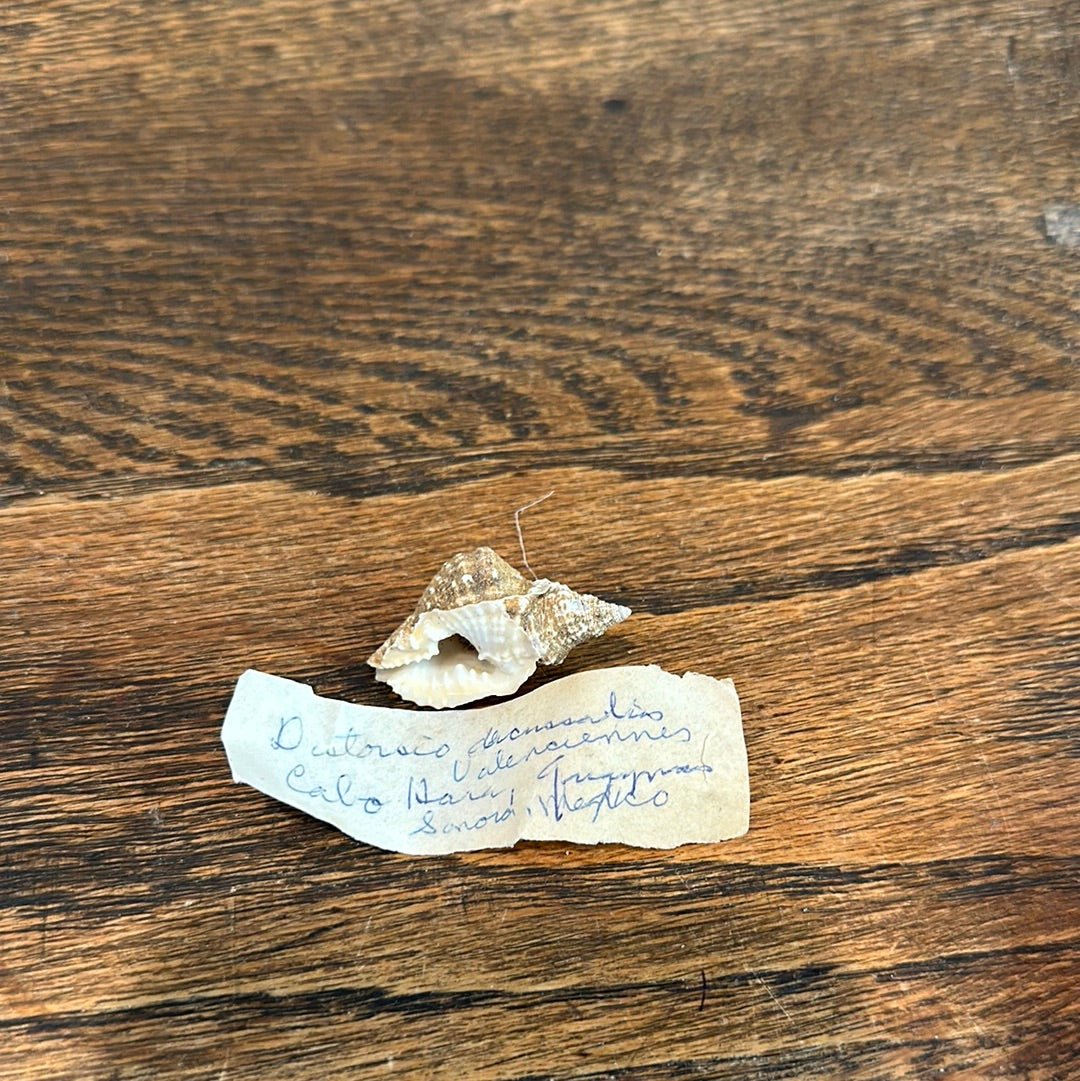 Distorsio decussatus
Valenciennes,
Cabo Haro, Guaymas
Sonora, Mexico